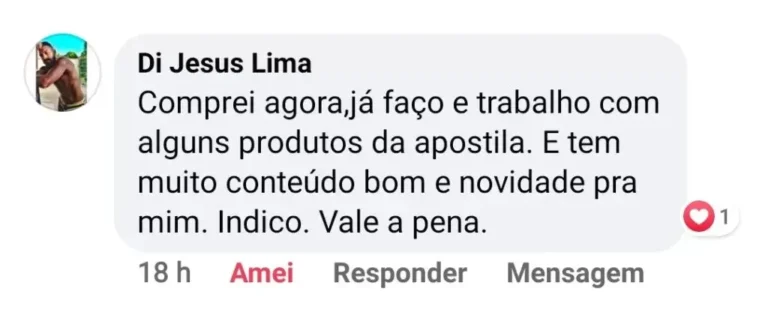 Di Jesus Lima
Comprei agora,já faço e trabalho com
alguns produtos da apostila. E tem
muito conteúdo bom e novidade pra
mim. Indico. Vale a pena.
1
18 h Amei Responder Mensagem